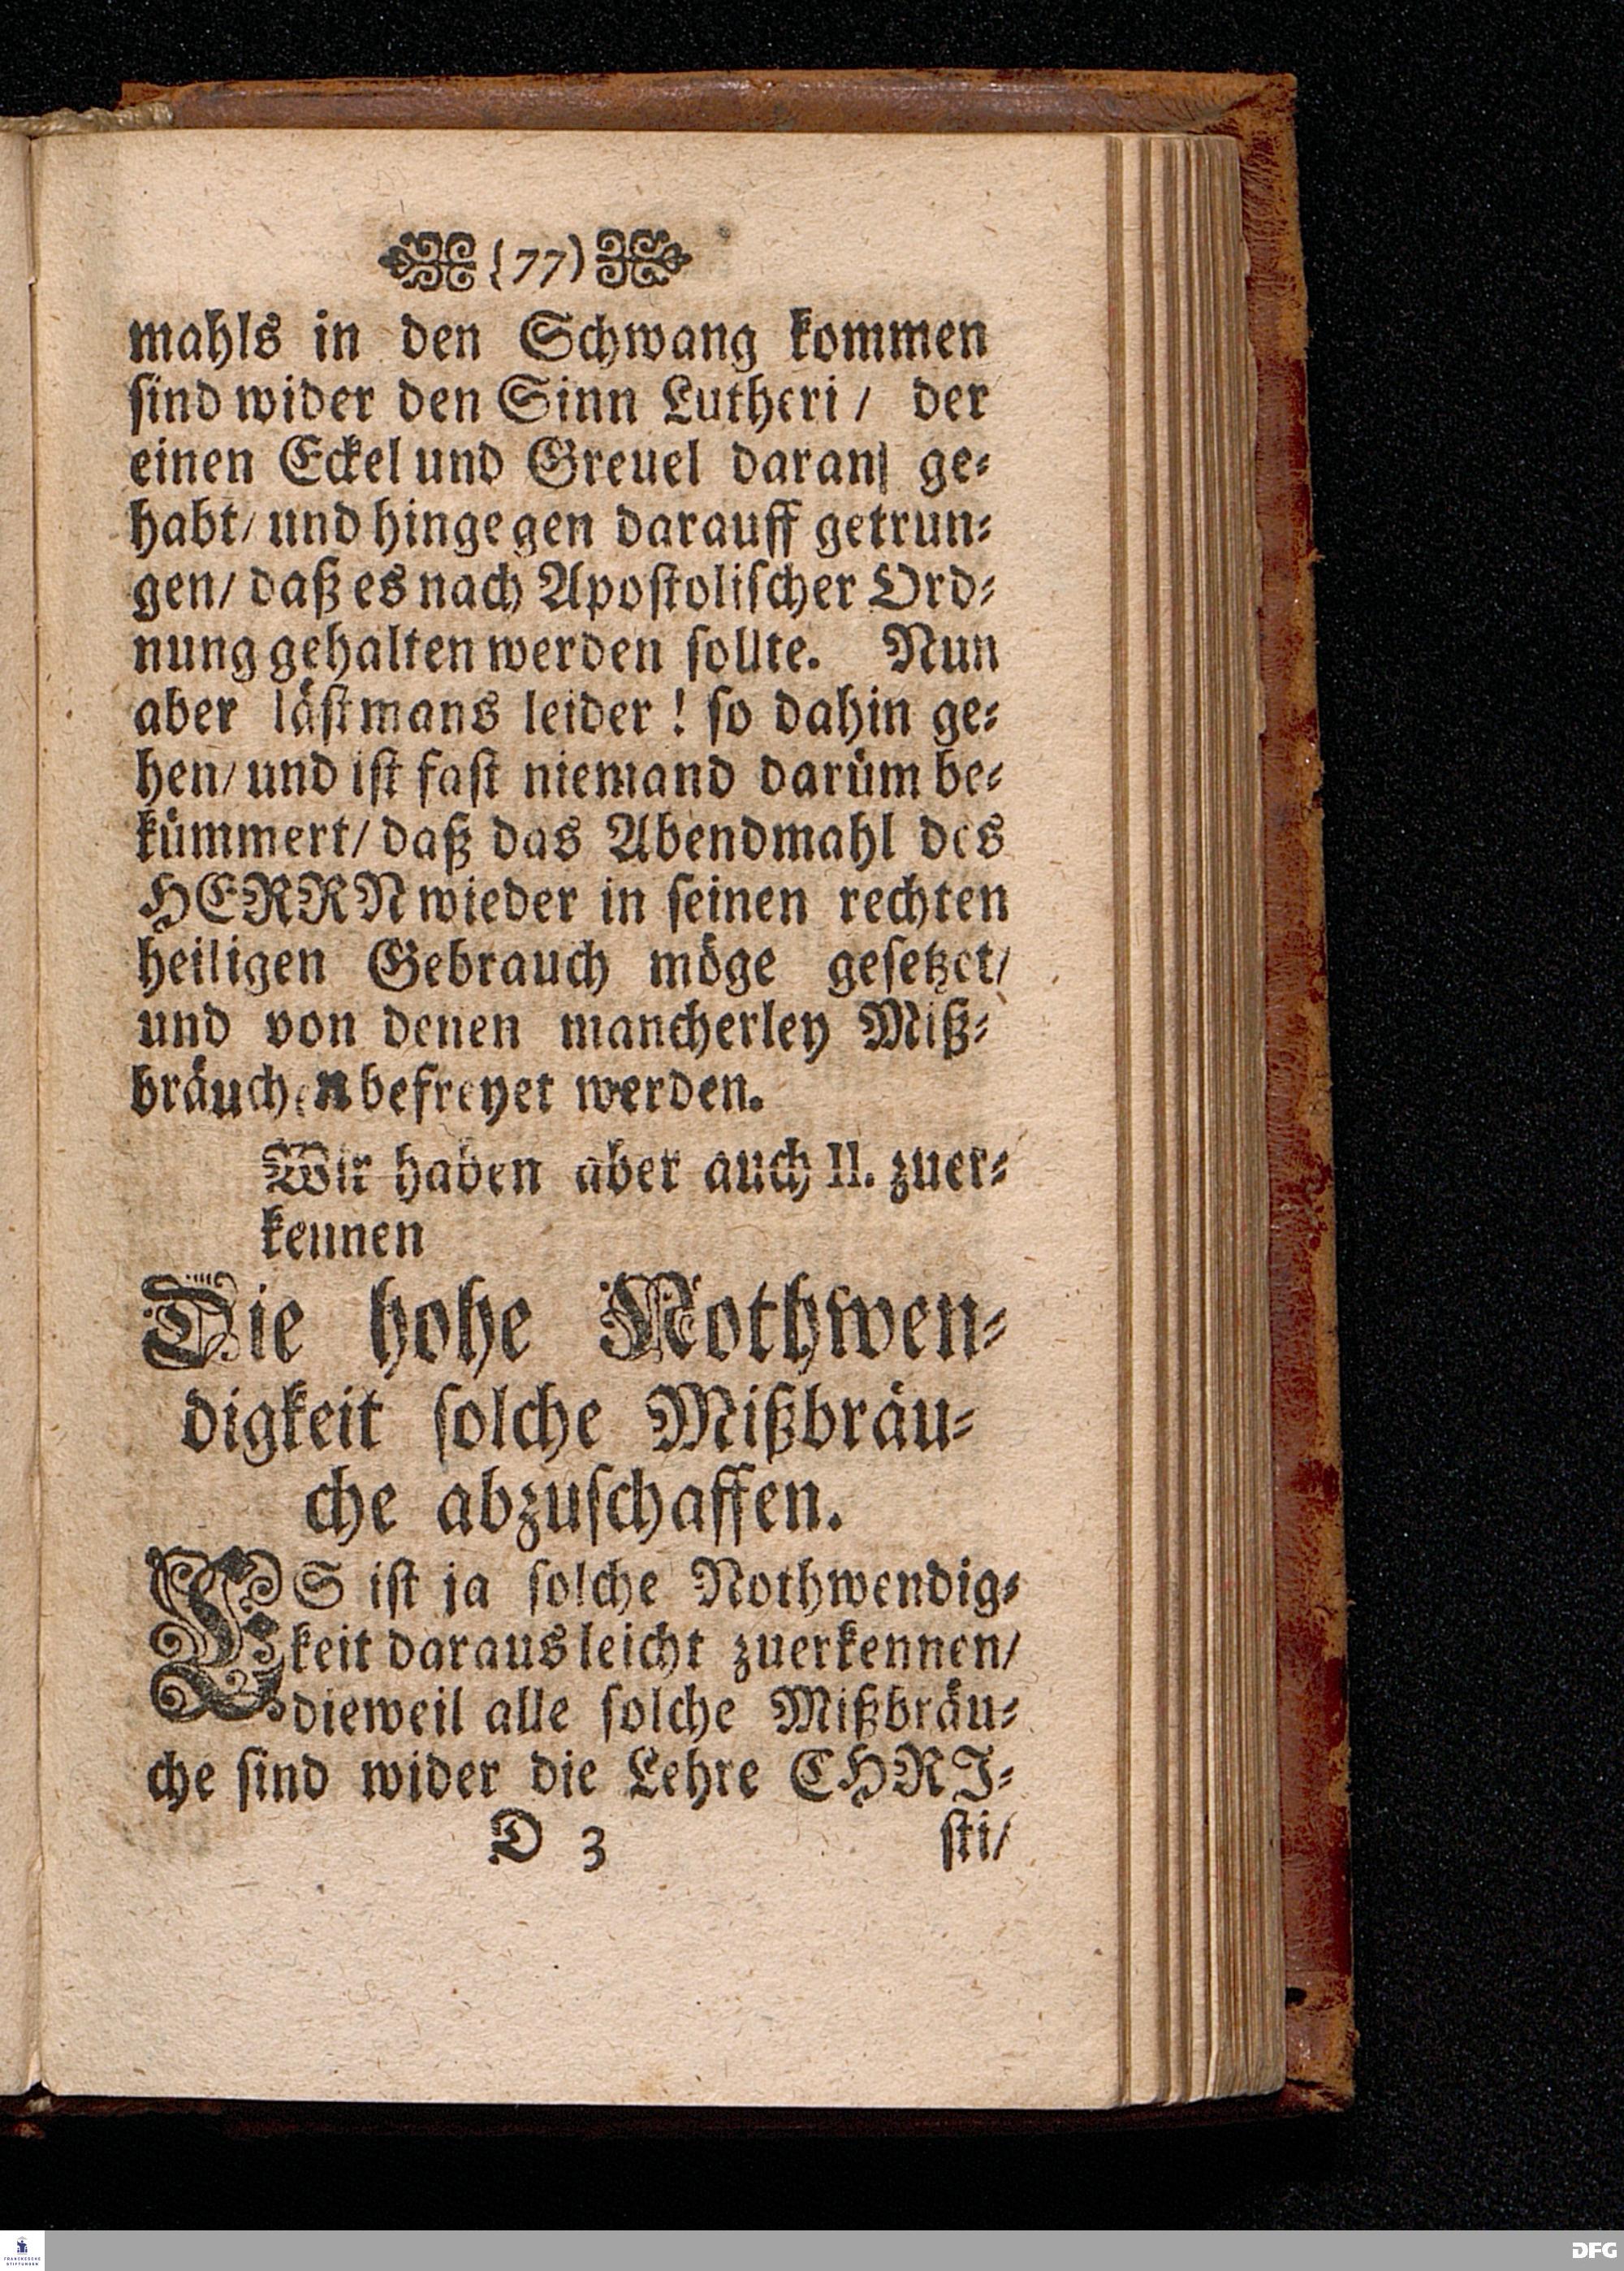 (77)
mahls in den Schwang kommen
sind wider den Sinn Lutheri / der
einen Eckel und Greuel daran ge-
habt / und hingegen darauff getrun-
gen / daß es nach Apostolischer Ord-
nung gehalten werden sollte. Nun
aber läst mans leider ! so dahin ge-
hen / und ist fast niemand darüm be-
kümmert / daß das Abendmahl des
HERRN wieder in seinen rechten
heiligen Gebrauch möge gesetzet /
und von denen mancherley Miß-
bräuchen befreyet werden.
Wir haben aber auch II. zuer-
kennen
Die hohe Nothwen-
digkeit solche Mißbräu-
che abzuschaffen.
ES ist ja solche Nothwendig-
keit daraus leicht zuerkennen /
dieweil alle solche Mißbräu-
che sind wider die Lehre CHRI-
D 3 sti /
FRANCKESCHE
STIFTUNGEN
DFG